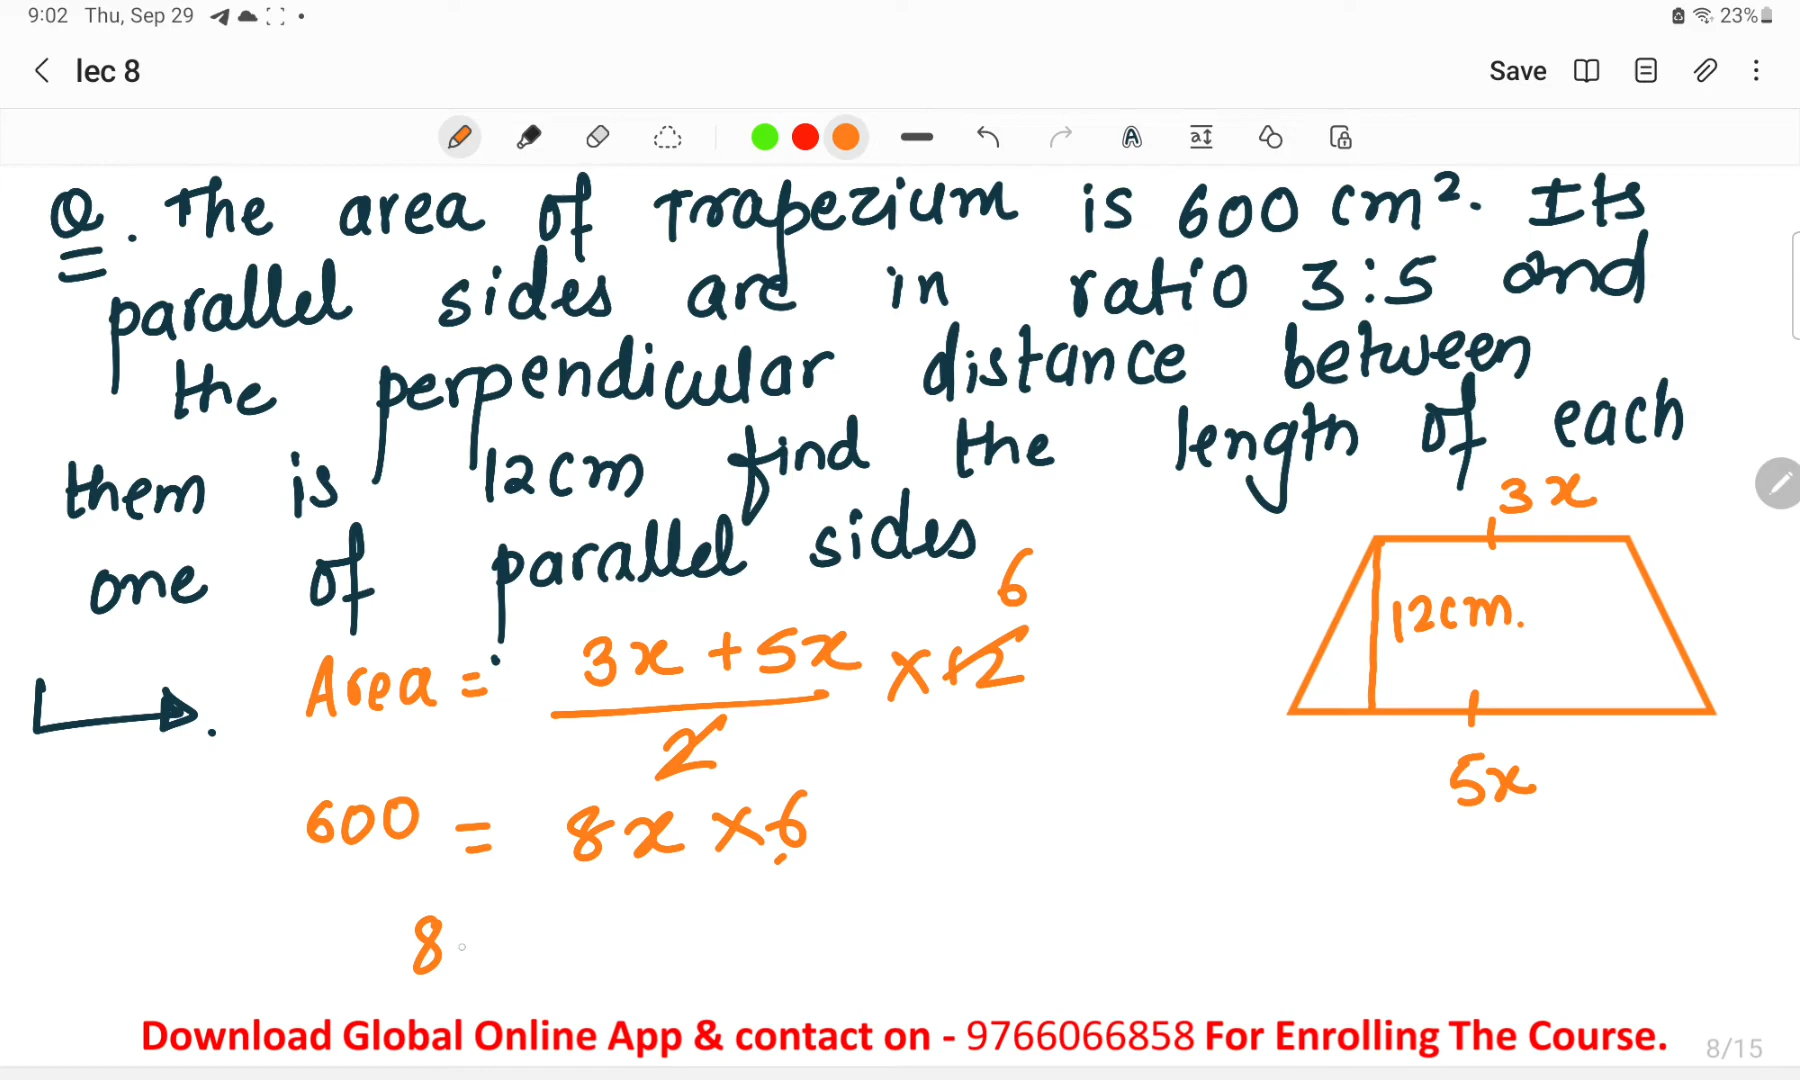 9:02 Thu, Sep 29
23%
lec 8
Save
Q. The area of Trapezium is 600 cm². Its
parallel sides are in ratio 3:5 and
the perpendicular distance between
them is 12cm find the length of each
one of parallel sides.
3x
12cm.
5x
6
Area = 3x + 5x / 2 × 12
600 = 8x × 6
8
Download Global Online App & contact on - 9766066858 For Enrolling The Course.
8/15